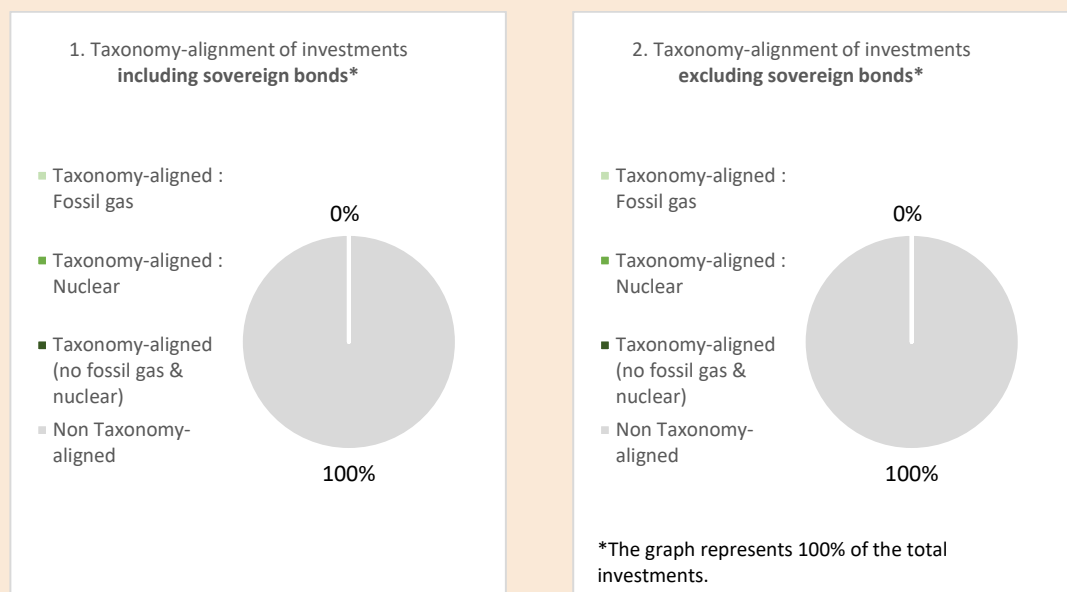 1. Taxonomy-alignment of investments
including sovereign bonds*
Taxonomy-aligned :
Fossil gas
Taxonomy-aligned :
Nuclear
Taxonomy-aligned
(no fossil gas &
nuclear)
Non Taxonomy-
aligned
0%
100%
2. Taxonomy-alignment of investments
excluding sovereign bonds*
Taxonomy-aligned :
Fossil gas
Taxonomy-aligned :
Nuclear
Taxonomy-aligned
(no fossil gas &
nuclear)
Non Taxonomy-
aligned
0%
100%
*The graph represents 100% of the total
investments.